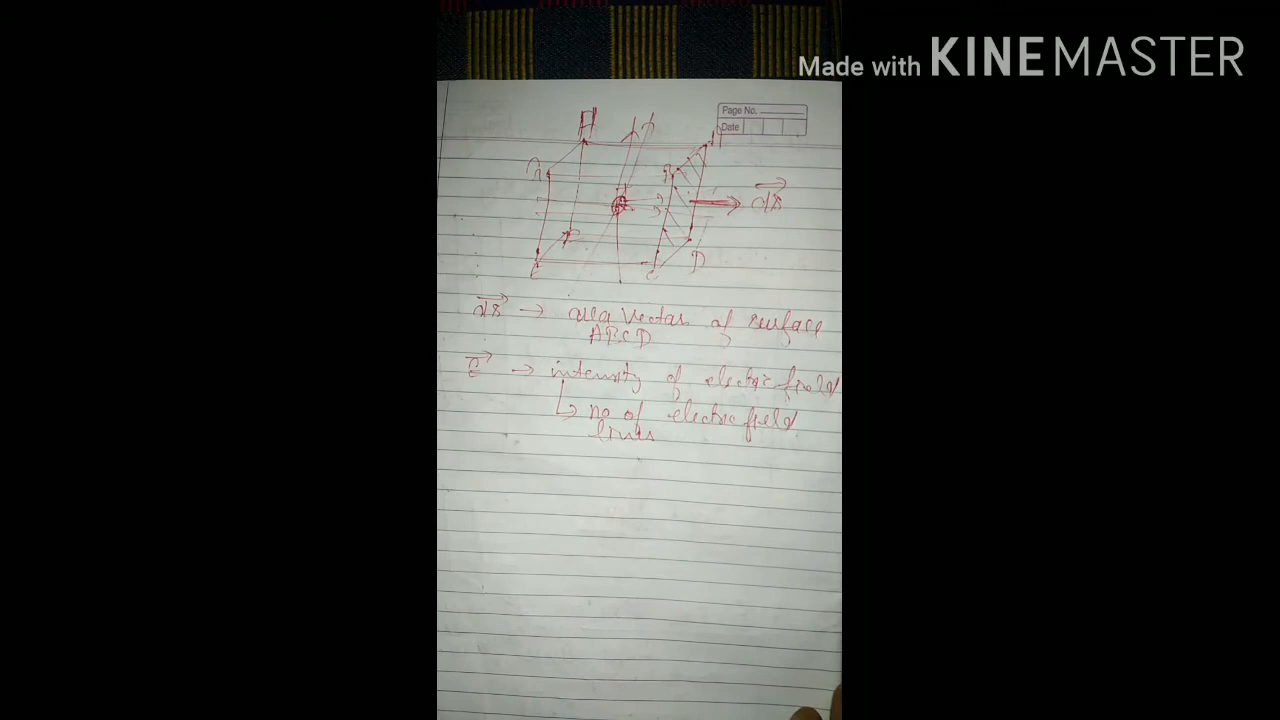 Made with KINEMASTER
Page No.
Date
H
B
ds
D
ds → area vector of surface
ABCD
E → intensity of electric field
↳ no of electric field
lines